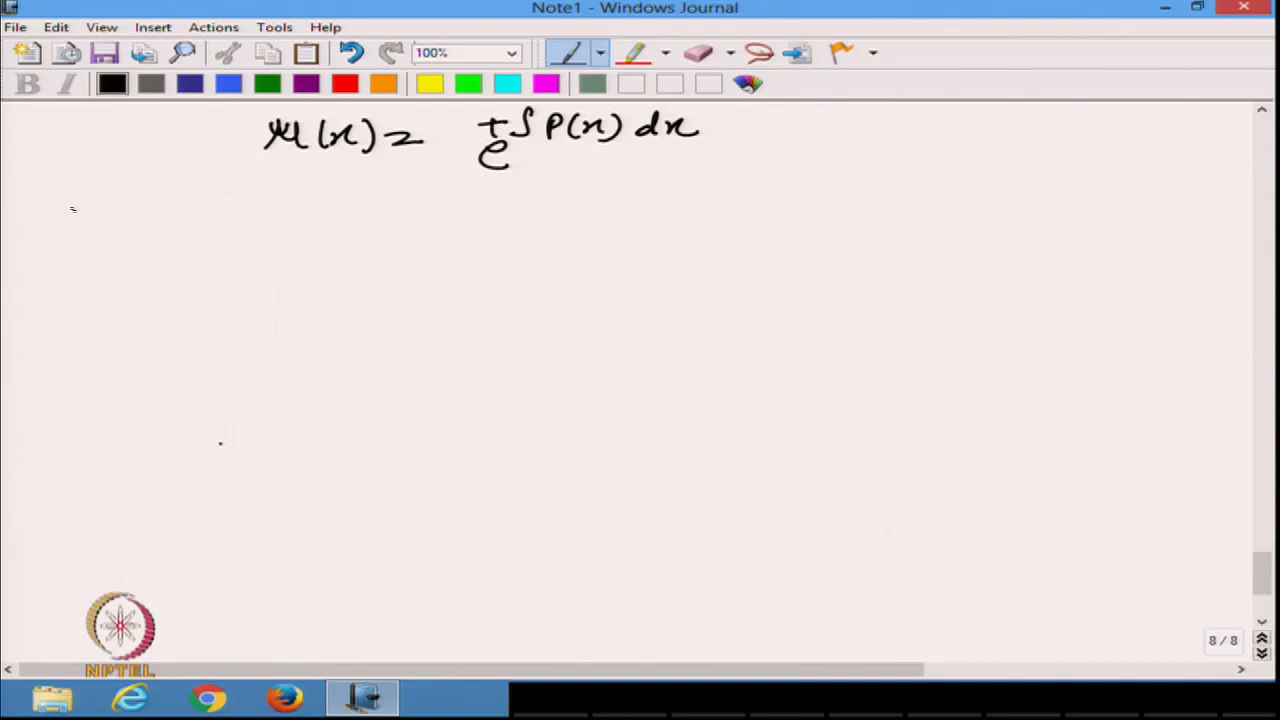 Note1 - Windows Journal
File Edit View Insert Actions Tools Help
100%
B I
μ(x) = e^{+∫ P(x) dx}
8 / 8
NPTEL